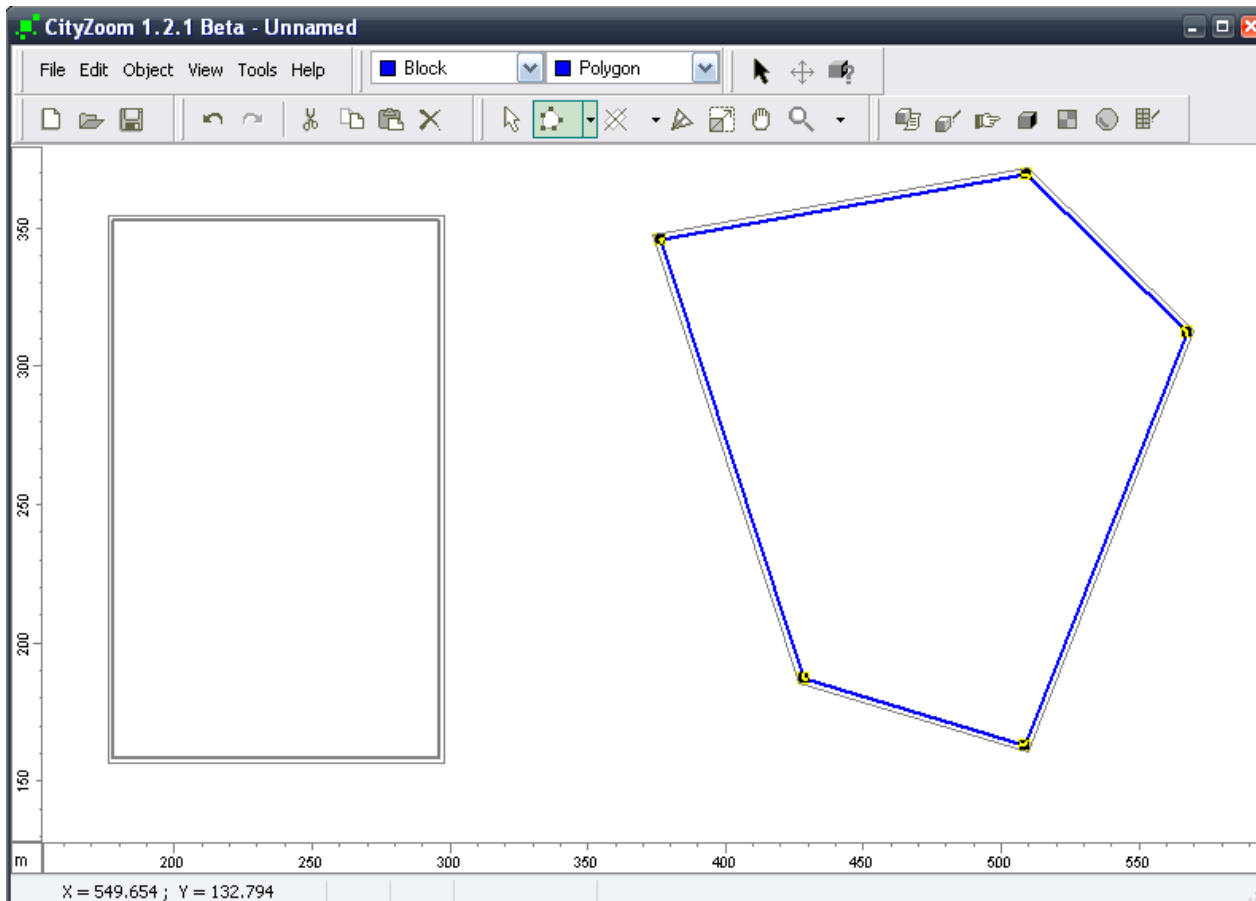 CityZoom 1.2.1 Beta - Unnamed
File Edit Object View Tools Help Block Polygon
350
300
250
200
150
m 200 250 300 350 400 450 500 550
X = 549.654 ; Y = 132.794